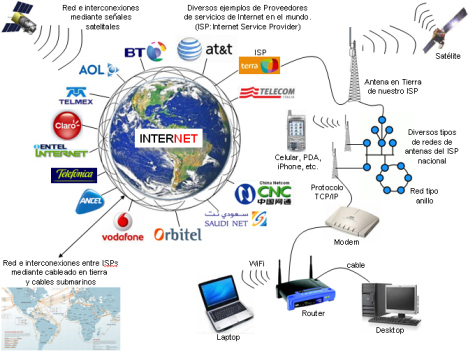 Red e interconexiones
mediante señales
satelitales
Diversos ejemplos de Proveedores
de servicios de Internet en el mundo.
(ISP: Internet Service Provider)
Satélite
BT
at&t
ISP
terra
AOL
TELECOM
ITALIA
Antena en Tierra
de nuestro ISP
TELMEX
Claro
INTERNET
ENTEL
INTERNET
Celular, PDA,
iPhone, etc.
Diversos tipos
de redes de
antenas del ISP
nacional
Telefónica
China Netcom
CNC
中国网通
Protocolo
TCP/IP
Red tipo
anillo
ANCEL
vodafone
Orbitel
سعودي نت
SAUDI NET
Modem
Red e interconexiones entre ISPs
mediante cableado en tierra
y cables submarinos
WiFi
cable
Laptop
Router
Desktop